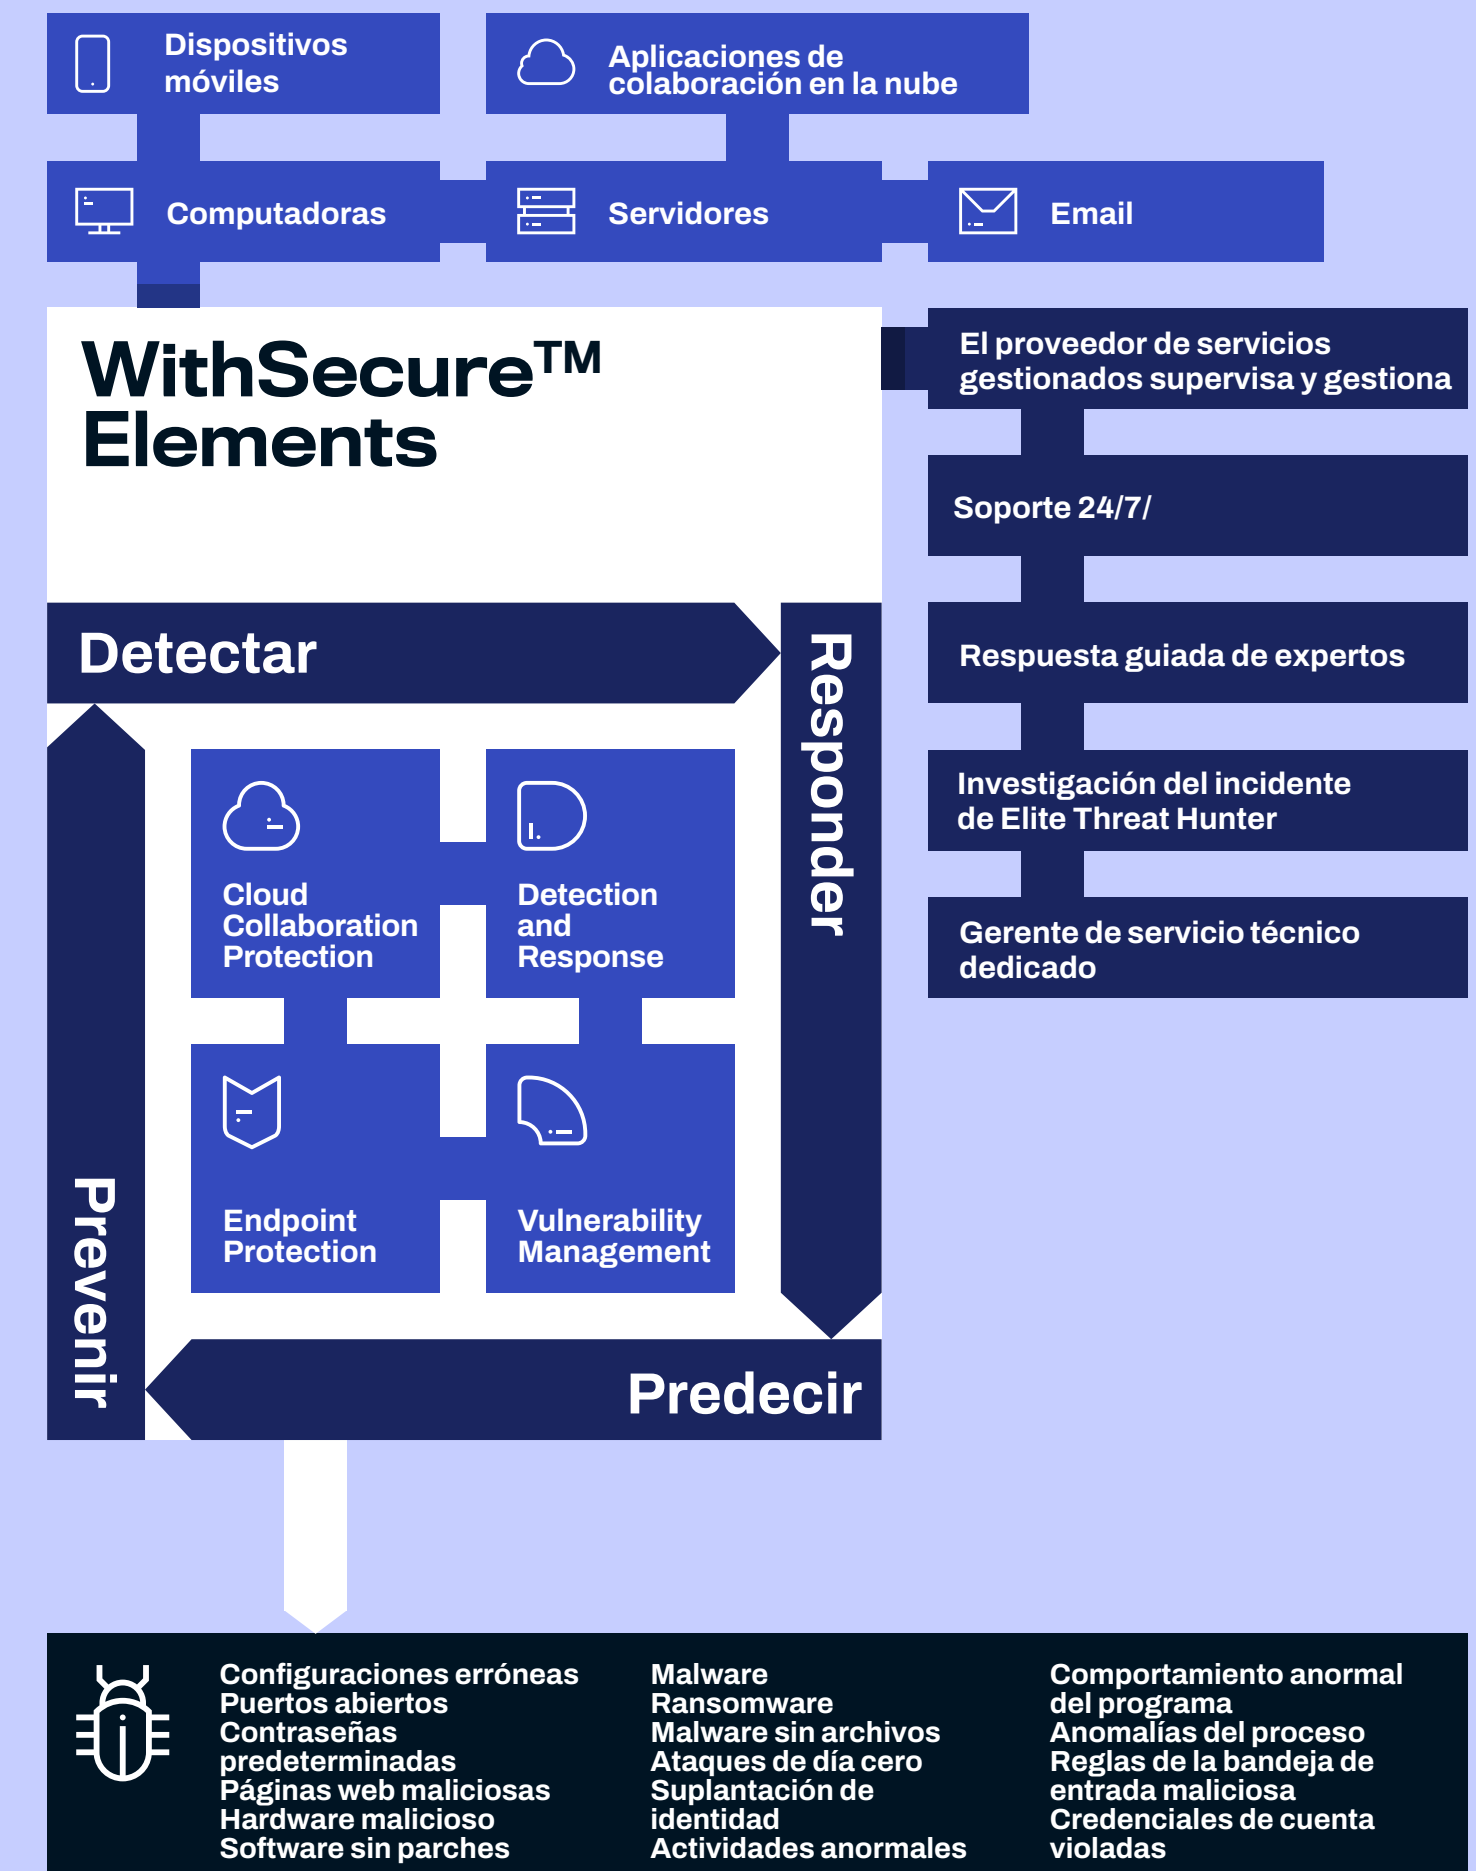 Dispositivos
móviles
Aplicaciones de
colaboración en la nube
Computadoras
Servidores
Email
WithSecure™
Elements
El proveedor de servicios
gestionados supervisa y gestiona
Soporte 24/7/
Respuesta guiada de expertos
Investigación del incidente
de Elite Threat Hunter
Gerente de servicio técnico
dedicado
Detectar
Responder
Cloud
Collaboration
Protection
Detection
and
Response
Endpoint
Protection
Vulnerability
Management
Prevenir
Predecir
Configuraciones erróneas
Puertos abiertos
Contraseñas
predeterminadas
Páginas web maliciosas
Hardware malicioso
Software sin parches
Malware
Ransomware
Malware sin archivos
Ataques de día cero
Suplantación de
identidad
Actividades anormales
Comportamiento anormal
del programa
Anomalías del proceso
Reglas de la bandeja de
entrada maliciosa
Credenciales de cuenta
violadas